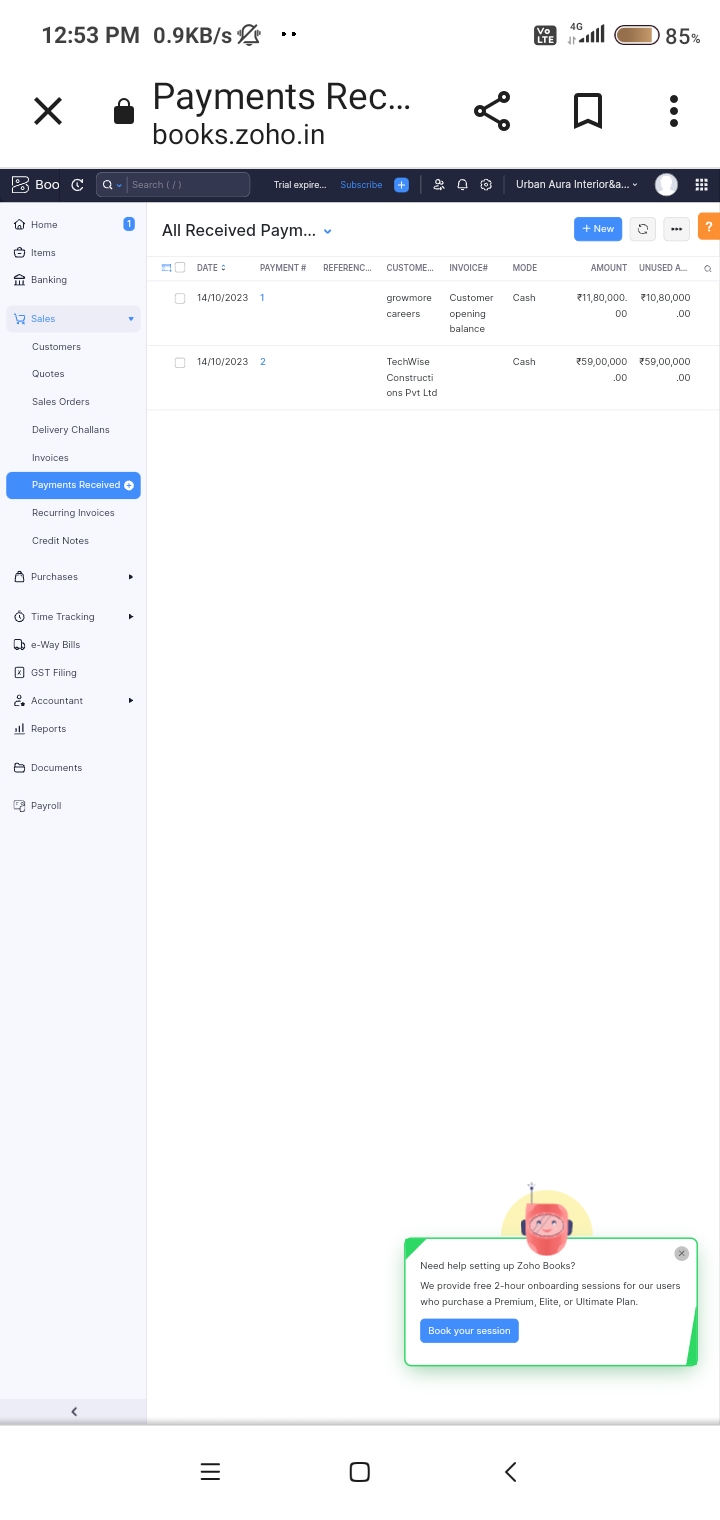 12:53 PM 0.9KB/s
Vo LTE 4G 85%
Payments Rec...
books.zoho.in
Boo Search ( / ) Trial expire... Subscribe Urban Aura Interior&a...
Home 1
Items
Banking
Sales
Customers
Quotes
Sales Orders
Delivery Challans
Invoices
Payments Received
Recurring Invoices
Credit Notes
Purchases
Time Tracking
e-Way Bills
GST Filing
Accountant
Reports
Documents
Payroll
All Received Paym... + New ?
DATE PAYMENT # REFERENC... CUSTOME... INVOICE# MODE AMOUNT UNUSED A...
14/10/2023 1 growmore Customer Cash ₹11,80,000. ₹10,80,000
careers opening 00 .00
balance
14/10/2023 2 TechWise Cash ₹59,00,000 ₹59,00,000
Constructi .00 .00
ons Pvt Ltd
Need help setting up Zoho Books?
We provide free 2-hour onboarding sessions for our users
who purchase a Premium, Elite, or Ultimate Plan.
Book your session